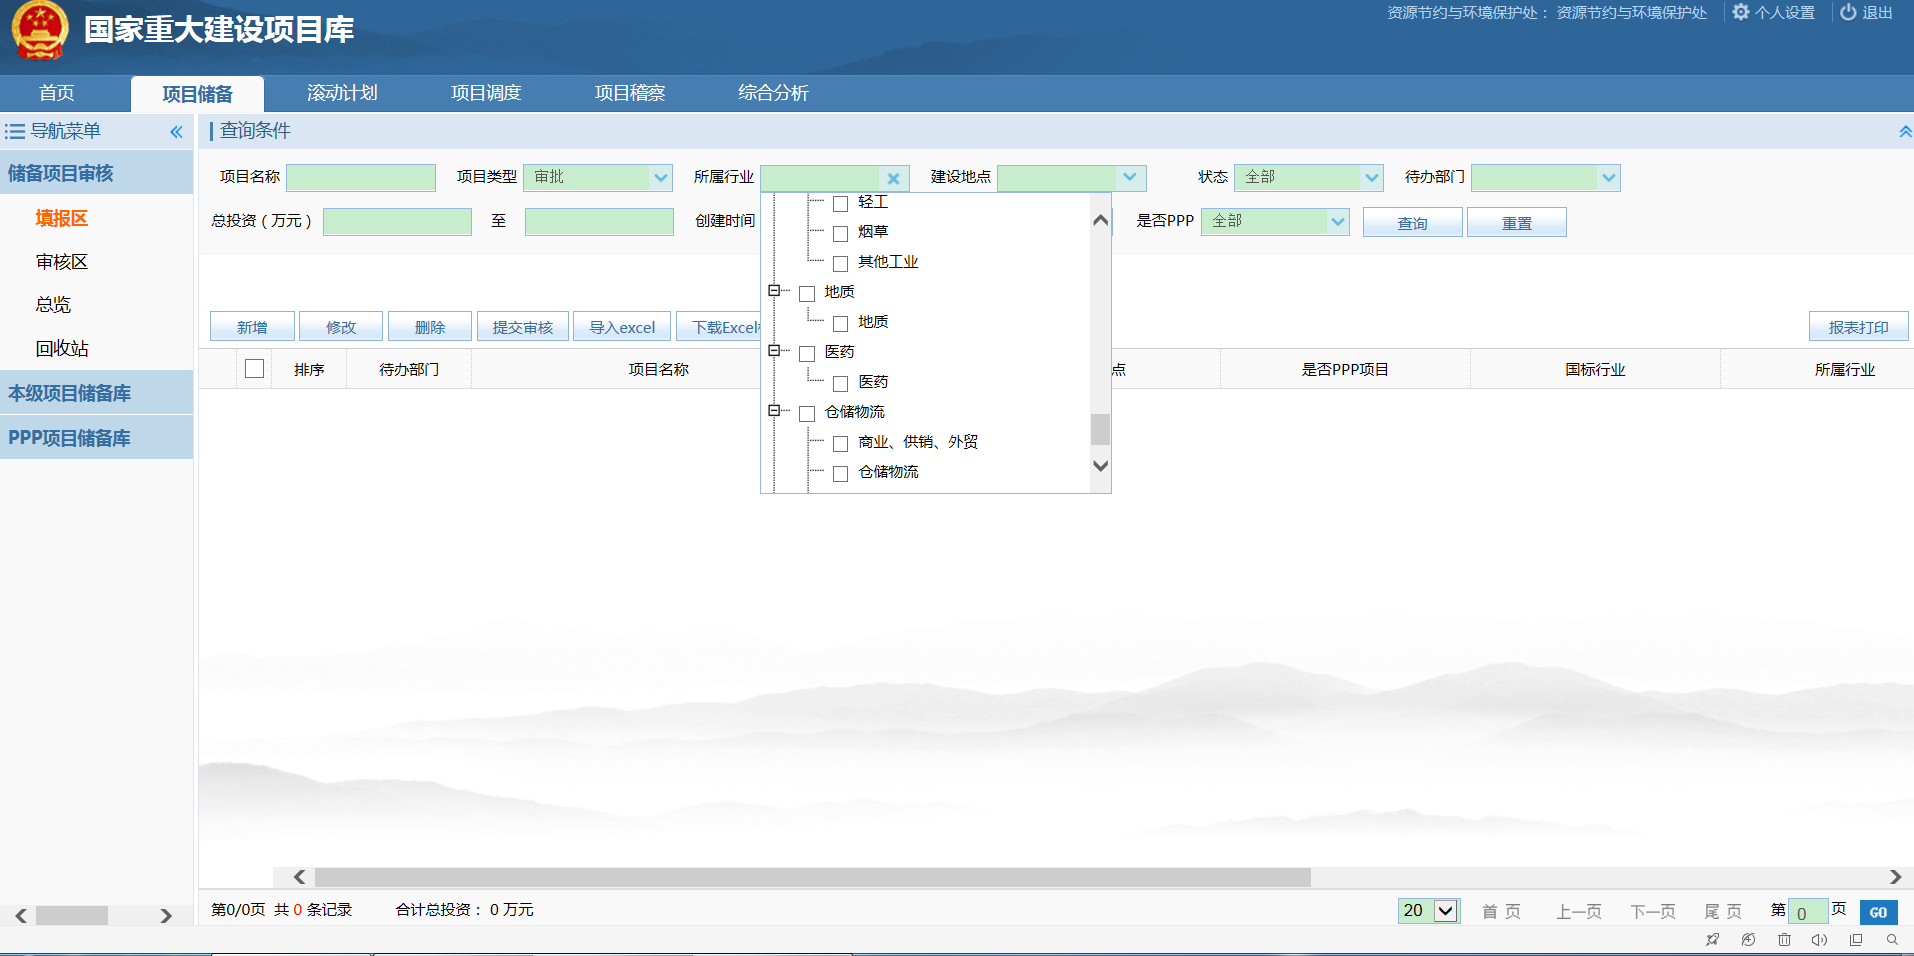 国家重大建设项目库
资源节约与环境保护处： 资源节约与环境保护处 个人设置 退出
首页 项目储备 滚动计划 项目调度 项目稽察 综合分析
导航菜单
储备项目审核
填报区
审核区
总览
回收站
本级项目储备库
PPP项目储备库
查询条件
项目名称 项目类型 审批 所属行业 建设地点 状态 全部 待办部门
总投资（万元） 至 创建时间 是否PPP 全部 查询 重置
轻工
烟草
其他工业
地质
地质
医药
医药
仓储物流
商业、供销、外贸
仓储物流
新增 修改 删除 提交审核 导入excel 下载Excel 报表打印
排序 待办部门 项目名称 点 是否PPP项目 国标行业 所属行业
第0/0页 共 0 条记录 合计总投资： 0 万元 20 首 页 上一页 下一页 尾 页 第 0 页 GO